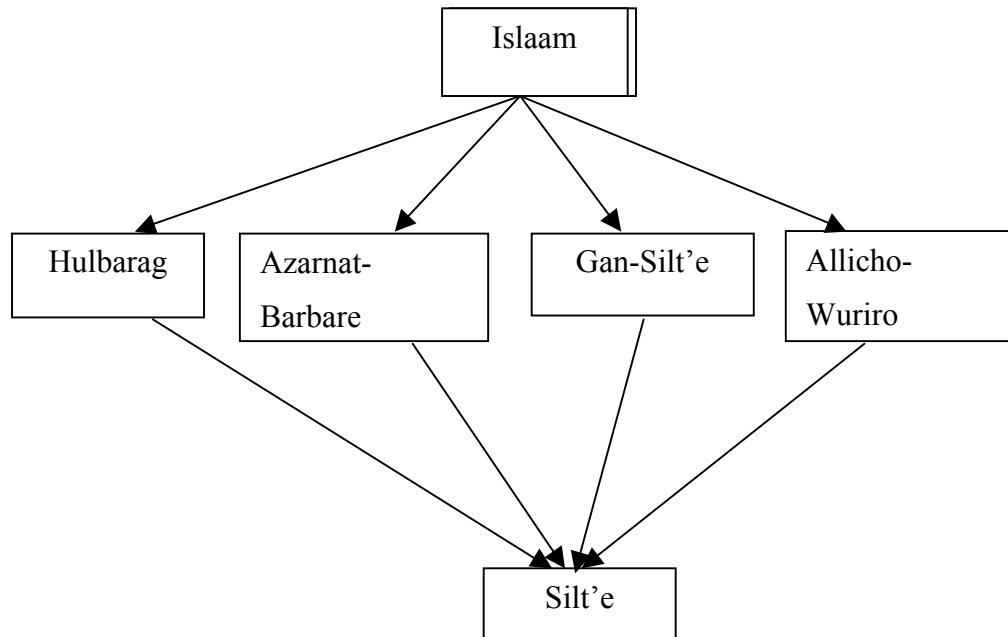 Islaam
Hulbarag
Azarnat-
Barbare
Gan-Silt’e
Allicho-
Wuriro
Silt’e